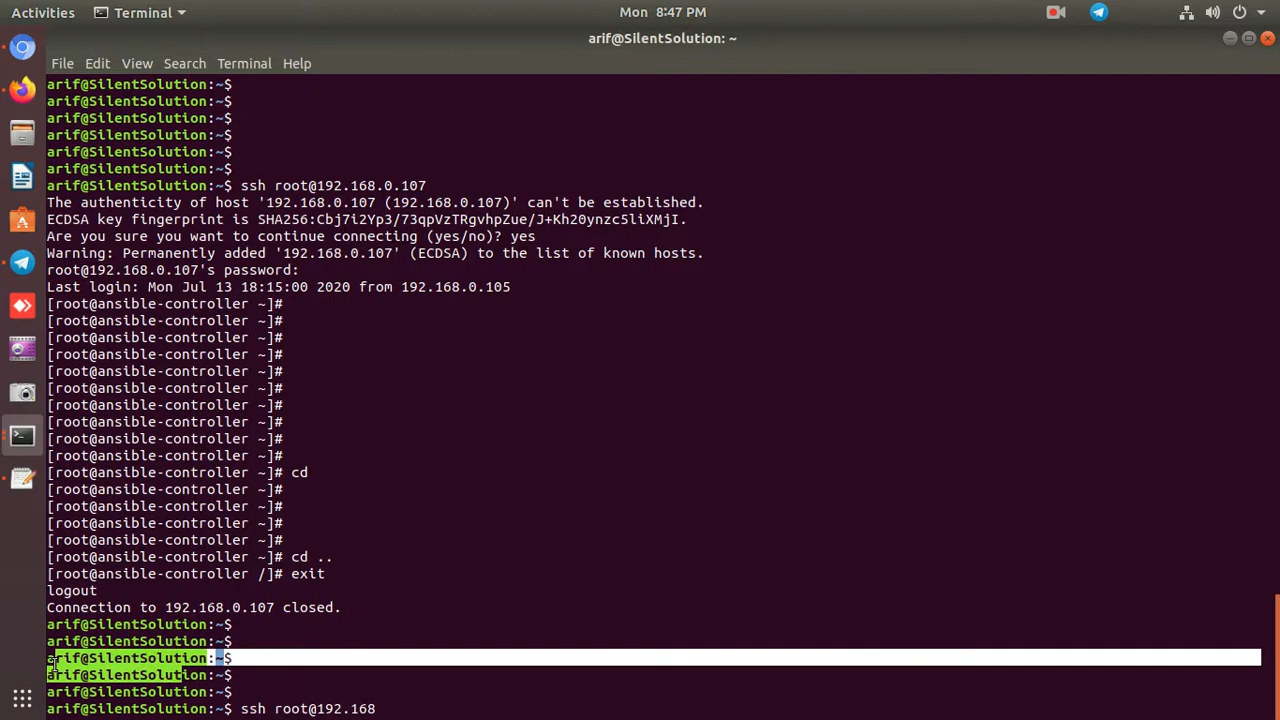 Activities Terminal Mon 8:47 PM
arif@SilentSolution: ~
File Edit View Search Terminal Help
arif@SilentSolution:~$
arif@SilentSolution:~$
arif@SilentSolution:~$
arif@SilentSolution:~$
arif@SilentSolution:~$
arif@SilentSolution:~$
arif@SilentSolution:~$ ssh root@192.168.0.107
The authenticity of host '192.168.0.107 (192.168.0.107)' can't be established.
ECDSA key fingerprint is SHA256:Cbj7i2Yp3/73qpVzTRgvhpZue/J+Kh20ynzc5liXMjI.
Are you sure you want to continue connecting (yes/no)? yes
Warning: Permanently added '192.168.0.107' (ECDSA) to the list of known hosts.
root@192.168.0.107's password:
Last login: Mon Jul 13 18:15:00 2020 from 192.168.0.105
[root@ansible-controller ~]#
[root@ansible-controller ~]#
[root@ansible-controller ~]#
[root@ansible-controller ~]#
[root@ansible-controller ~]#
[root@ansible-controller ~]#
[root@ansible-controller ~]#
[root@ansible-controller ~]#
[root@ansible-controller ~]#
[root@ansible-controller ~]#
[root@ansible-controller ~]# cd
[root@ansible-controller ~]#
[root@ansible-controller ~]#
[root@ansible-controller ~]#
[root@ansible-controller ~]#
[root@ansible-controller ~]# cd ..
[root@ansible-controller /]# exit
logout
Connection to 192.168.0.107 closed.
arif@SilentSolution:~$
arif@SilentSolution:~$
arif@SilentSolution:~$
arif@SilentSolution:~$
arif@SilentSolution:~$
arif@SilentSolution:~$ ssh root@192.168